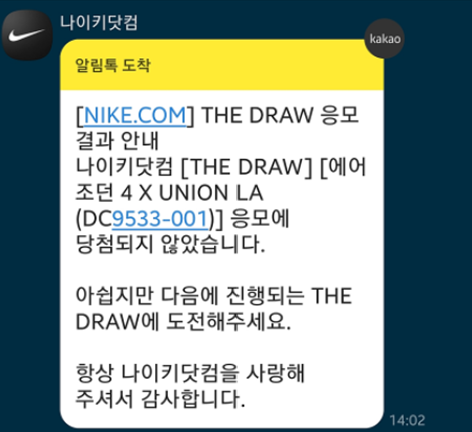 나이키닷컴
kakao
알림톡 도착
[NIKE.COM] THE DRAW 응모
결과 안내
나이키닷컴 [THE DRAW] [에어
조던 4 X UNION LA
(DC9533-001)] 응모에
당첨되지 않았습니다.
아쉽지만 다음에 진행되는 THE
DRAW에 도전해주세요.
항상 나이키닷컴을 사랑해
주셔서 감사합니다.
14:02